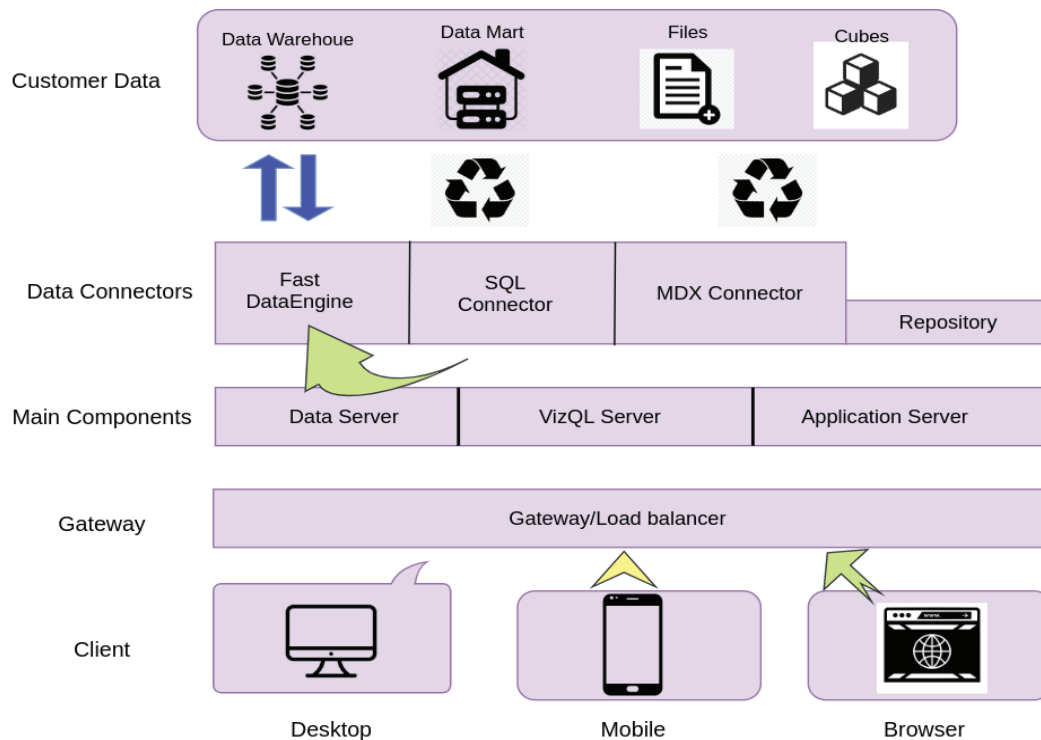 Data Warehoue
Data Mart
Files
Cubes
Customer Data
Data Connectors
Fast
DataEngine
SQL
Connector
MDX Connector
Repository
Main Components
Data Server
VizQL Server
Application Server
Gateway
Gateway/Load balancer
Client
www.
Desktop
Mobile
Browser